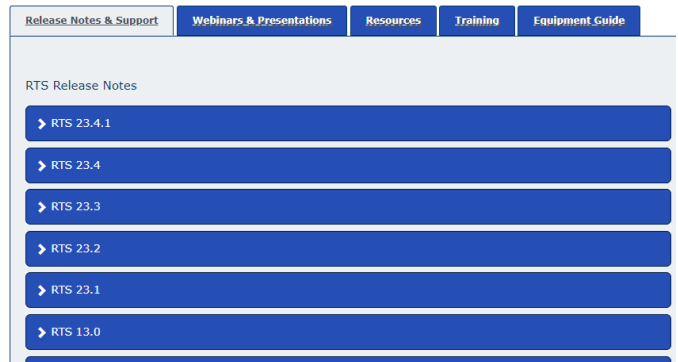 Release Notes & Support Webinars & Presentations Resources Training Equipment Guide
RTS Release Notes
RTS 23.4.1
RTS 23.4
RTS 23.3
RTS 23.2
RTS 23.1
RTS 13.0